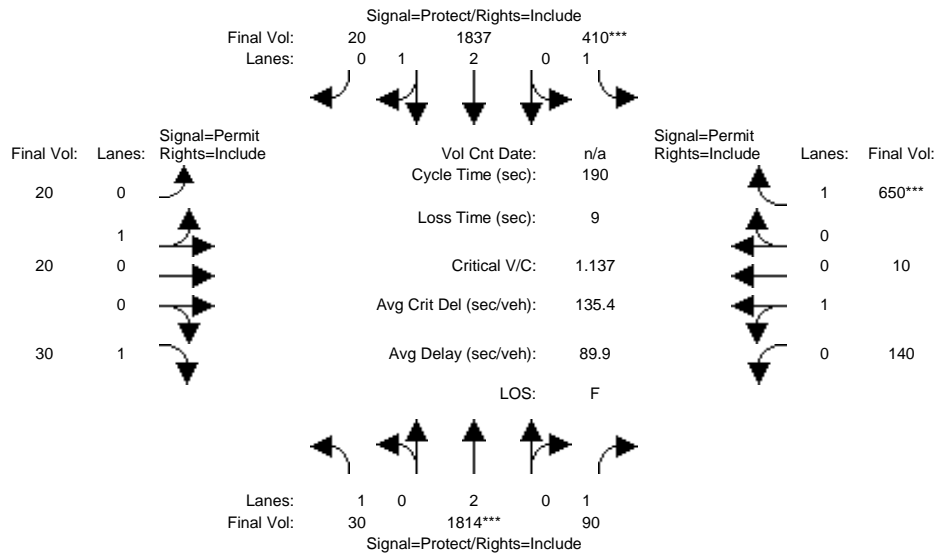 Signal=Protect/Rights=Include
Final Vol: 20 1837 410***
Lanes: 0 1 2 0 1
Signal=Permit Signal=Permit
Final Vol: Lanes: Rights=Include Vol Cnt Date: n/a Rights=Include Lanes: Final Vol:
Cycle Time (sec): 190
20 0 1 650***
Loss Time (sec): 9
1 0
20 0 Critical V/C: 1.137 0 10
0 Avg Crit Del (sec/veh): 135.4 1
30 1 Avg Delay (sec/veh): 89.9 0 140
LOS: F
Lanes: 1 0 2 0 1
Final Vol: 30 1814*** 90
Signal=Protect/Rights=Include